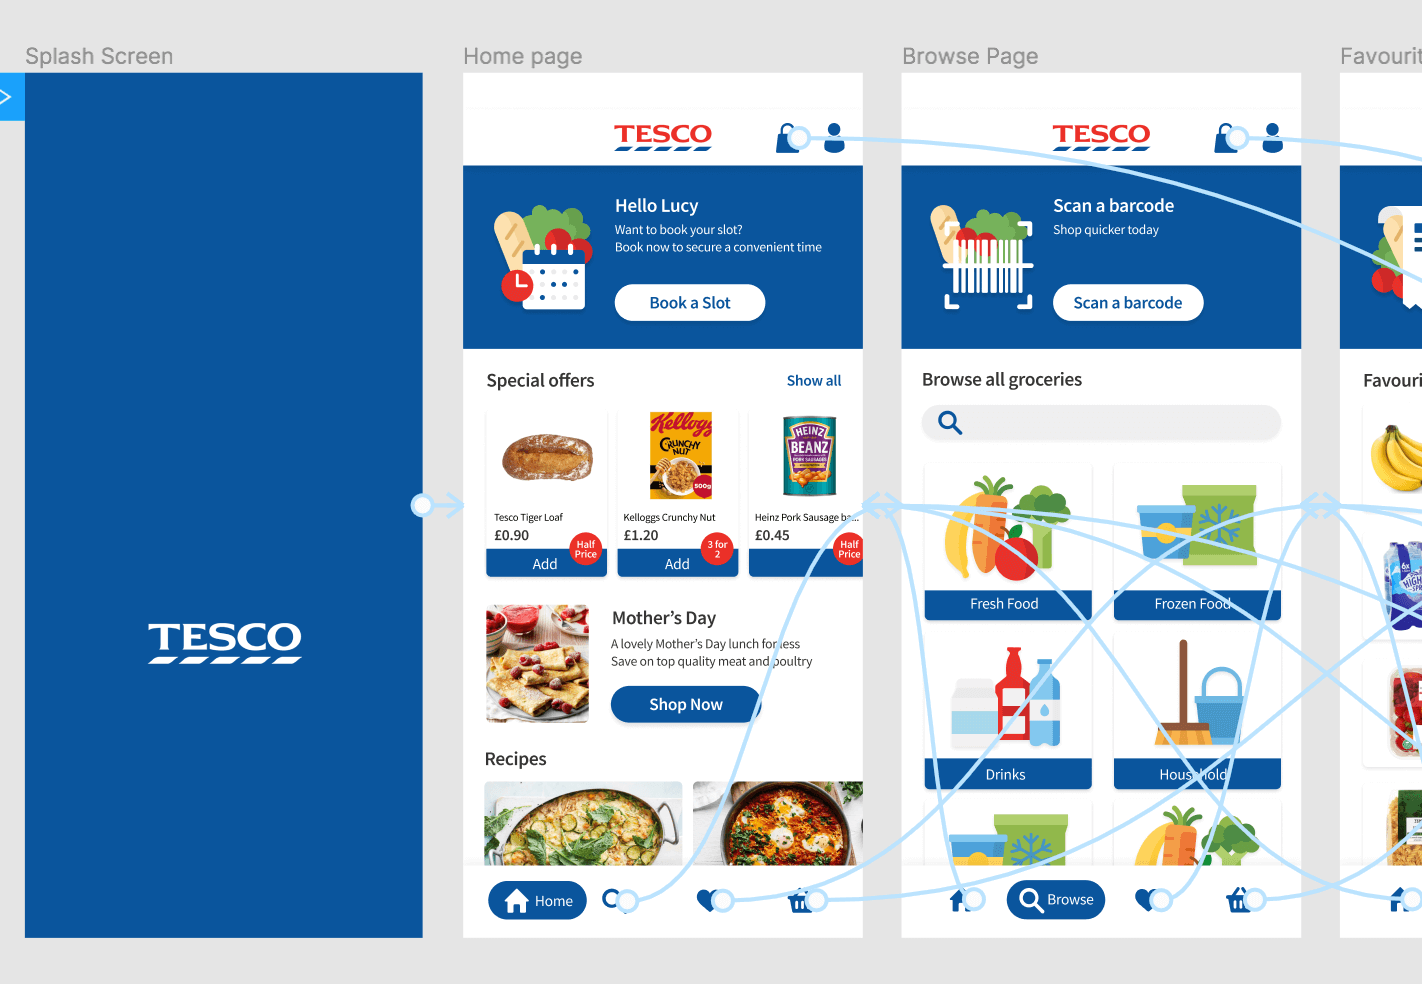 Splash Screen
TESCO
Home page
TESCO
Hello Lucy
Want to book your slot?
Book now to secure a convenient time
Book a Slot
Special offers
Show all
Kellogg's
CRUNCHY
NUT
500g
HEINZ
BEANZ
PORK SAUSAGES
Tesco Tiger Loaf
£0.90
Half
Price
Add
Kelloggs Crunchy Nut
£1.20
3 for
2
Add
Heinz Pork Sausage ba...
£0.45
Half
Price
Mother's Day
A lovely Mother's Day lunch for less
Save on top quality meat and poultry
Shop Now
Recipes
Home
Browse Page
TESCO
Scan a barcode
Shop quicker today
Scan a barcode
Browse all groceries
Fresh Food
Frozen Food
Drinks
Household
Browse
Favourit
Favouri
6x
HIGH
SPR